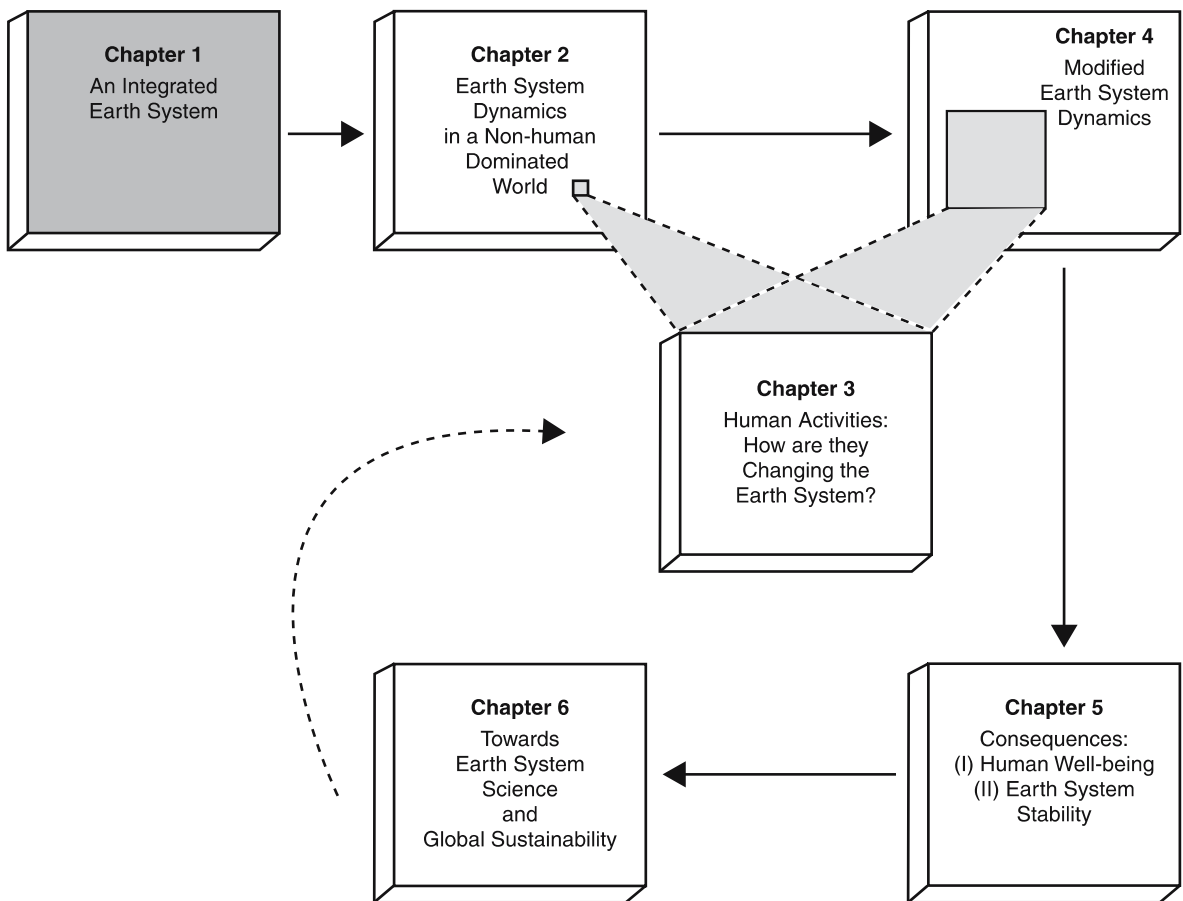 Chapter 1
An Integrated
Earth System
Chapter 2
Earth System
Dynamics
in a Non-human
Dominated
World
Chapter 4
Modified
Earth System
Dynamics
Chapter 3
Human Activities:
How are they
Changing the
Earth System?
Chapter 6
Towards
Earth System
Science
and
Global Sustainability
Chapter 5
Consequences:
(I) Human Well-being
(II) Earth System
Stability